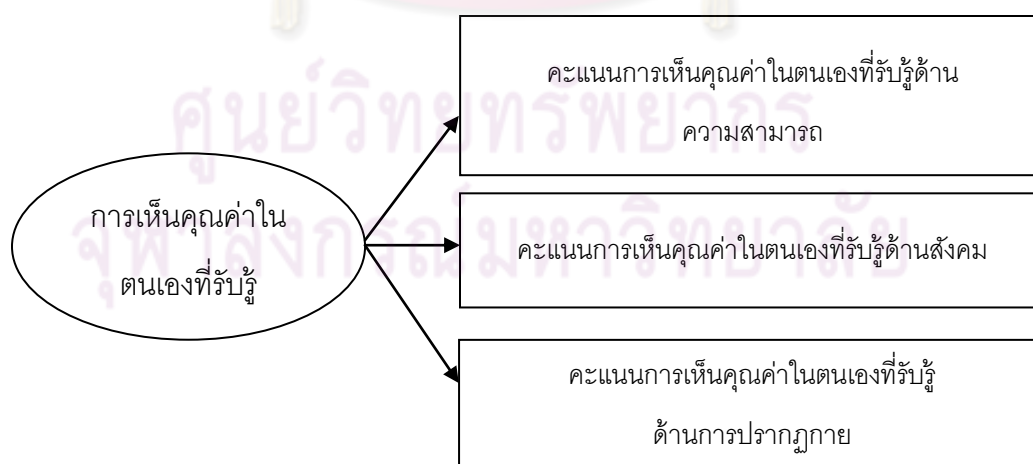 คะแนนการเห็นคุณค่าในตนเองที่รับรู้ด้าน
ความสามารถ
ศูนย์วิทยทรัพยากร
การเห็นคุณค่าใน
ตนเองที่รับรู้
คะแนนการเห็นคุณค่าในตนเองที่รับรู้ด้านสังคม
จุฬาลงกรณ์มหาวิทยาลัย
คะแนนการเห็นคุณค่าในตนเองที่รับรู้
ด้านการปรากฏกาย